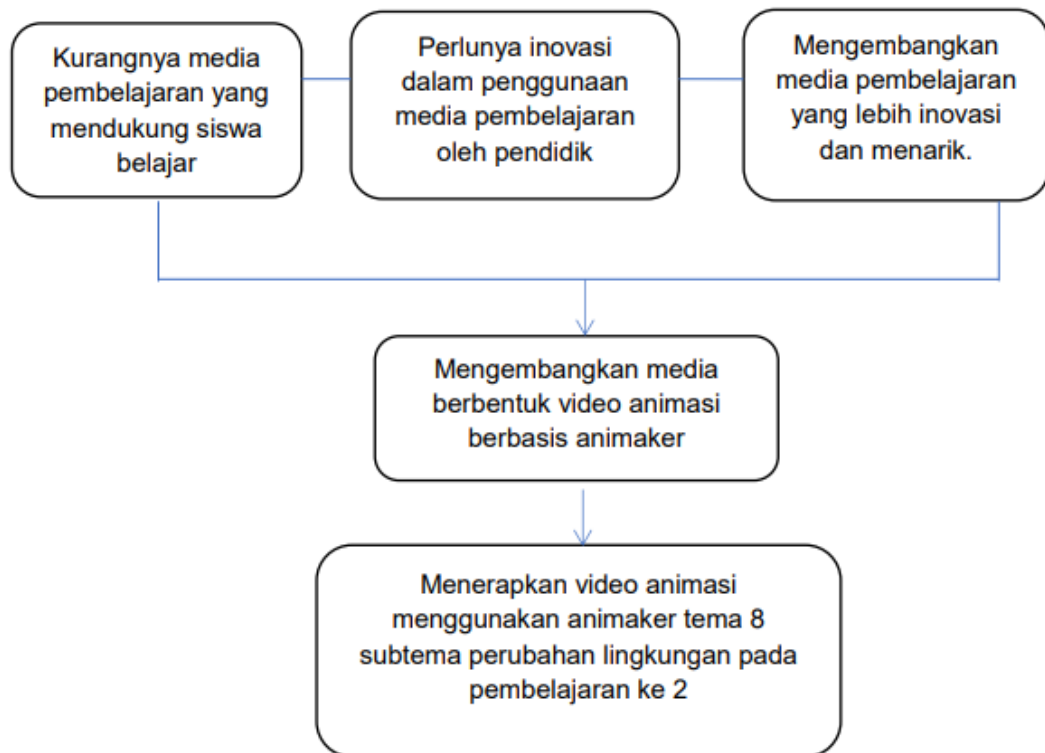 Kurangnya media
pembelajaran yang
mendukung siswa
belajar
Perlunya inovasi
dalam penggunaan
media pembelajaran
oleh pendidik
Mengembangkan
media pembelajaran
yang lebih inovasi
dan menarik.
Mengembangkan media
berbentuk video animasi
berbasis animaker
Menerapkan video animasi
menggunakan animaker tema 8
subtema perubahan lingkungan pada
pembelajaran ke 2